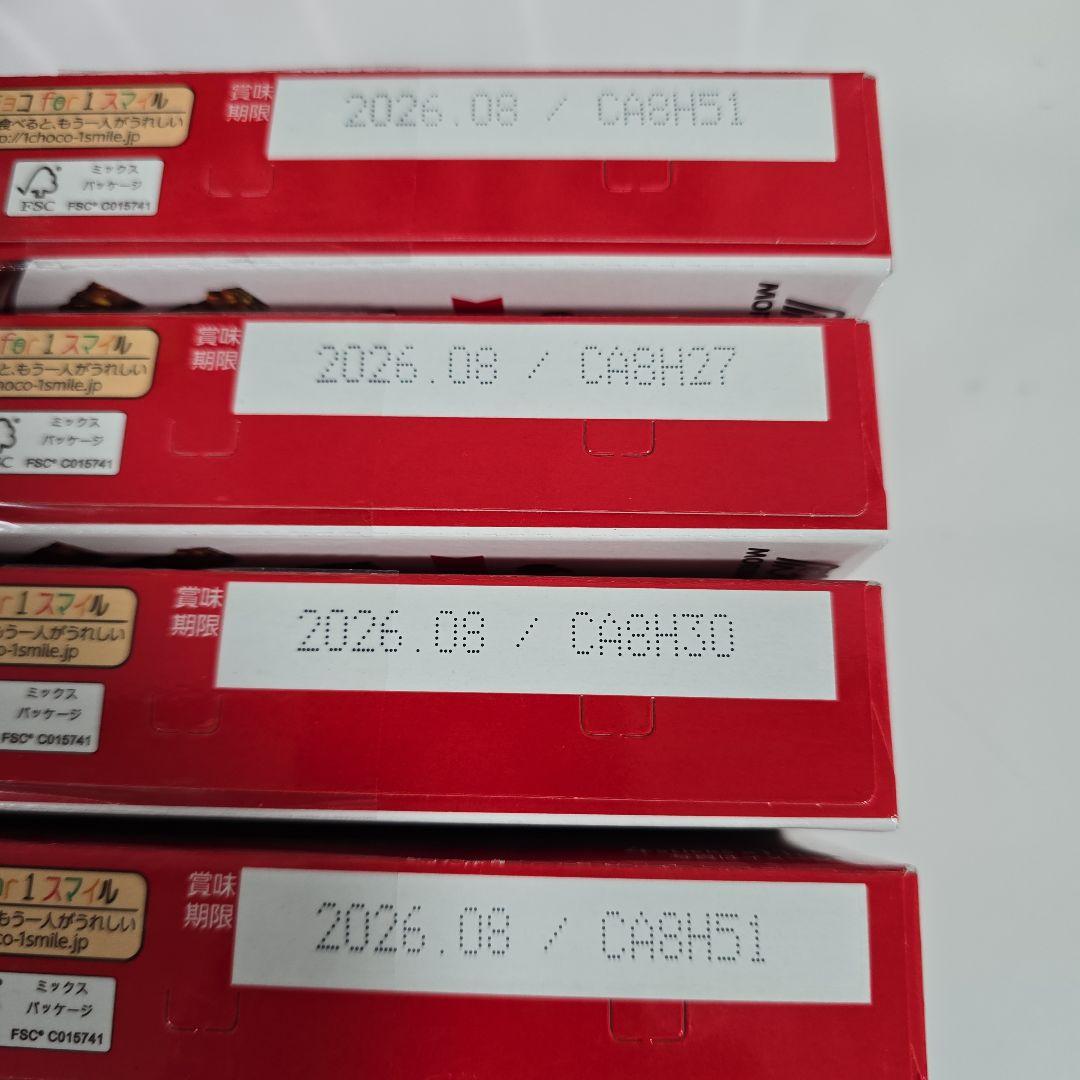 ョコ for 1 スマイル
食べると、もう一人がうれしい
p://1choco-1smile.jp
賞味
期限
2026.08 / CA8H51
FSC
ミックス
パッケージ
FSC® C015741
MO
for 1 スマイル
と、もう一人がうれしい
hoco-1smile.jp
賞味
期限
2026.08 / CA8H27
SC
ミックス
パッケージ
FSC® C015741
MO
r 1 スマイル
もう一人がうれしい
o-1smile.jp
賞味
期限
2026.08 / CA8H30
ミックス
パッケージ
FSC® C015741
or 1 スマイル
もう一人がうれしい
co-1smile.jp
賞味
期限
2026.08 / CA8H51
ミックス
パッケージ
FSC® C015741